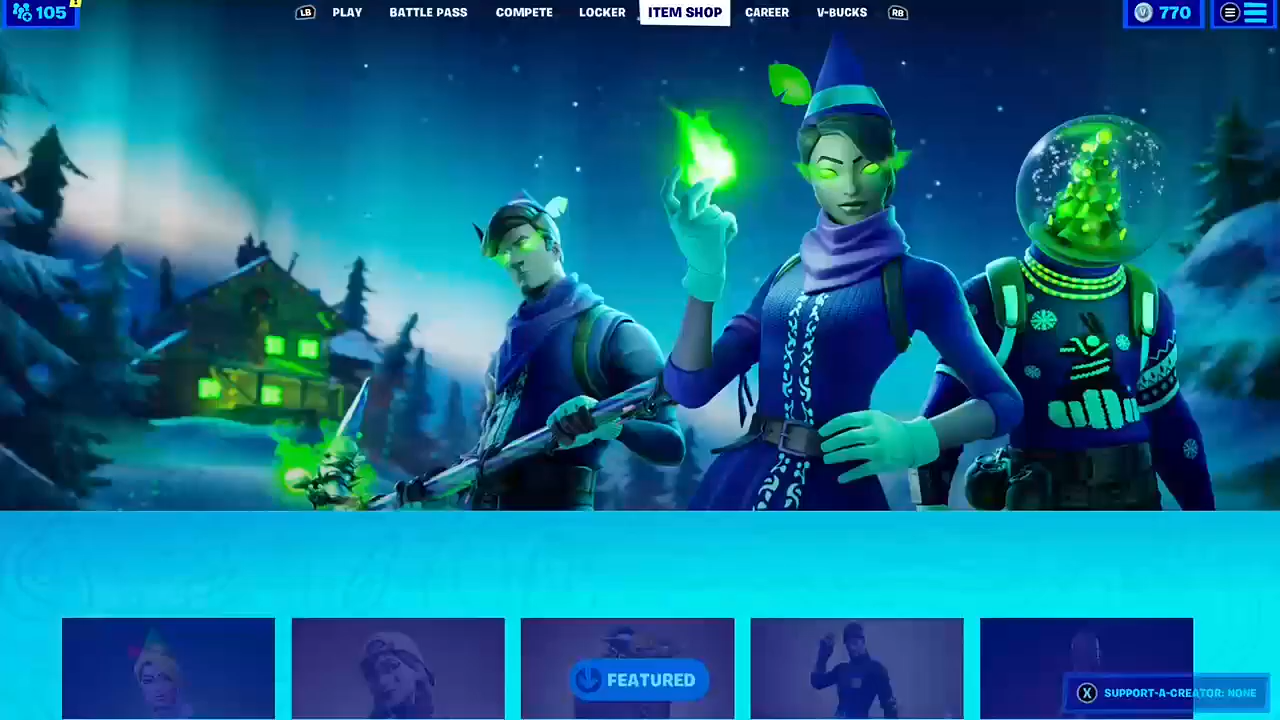 105 !
LB PLAY BATTLE PASS COMPETE LOCKER ITEM SHOP CAREER V-BUCKS RB
V 770
FEATURED
X SUPPORT-A-CREATOR: NONE